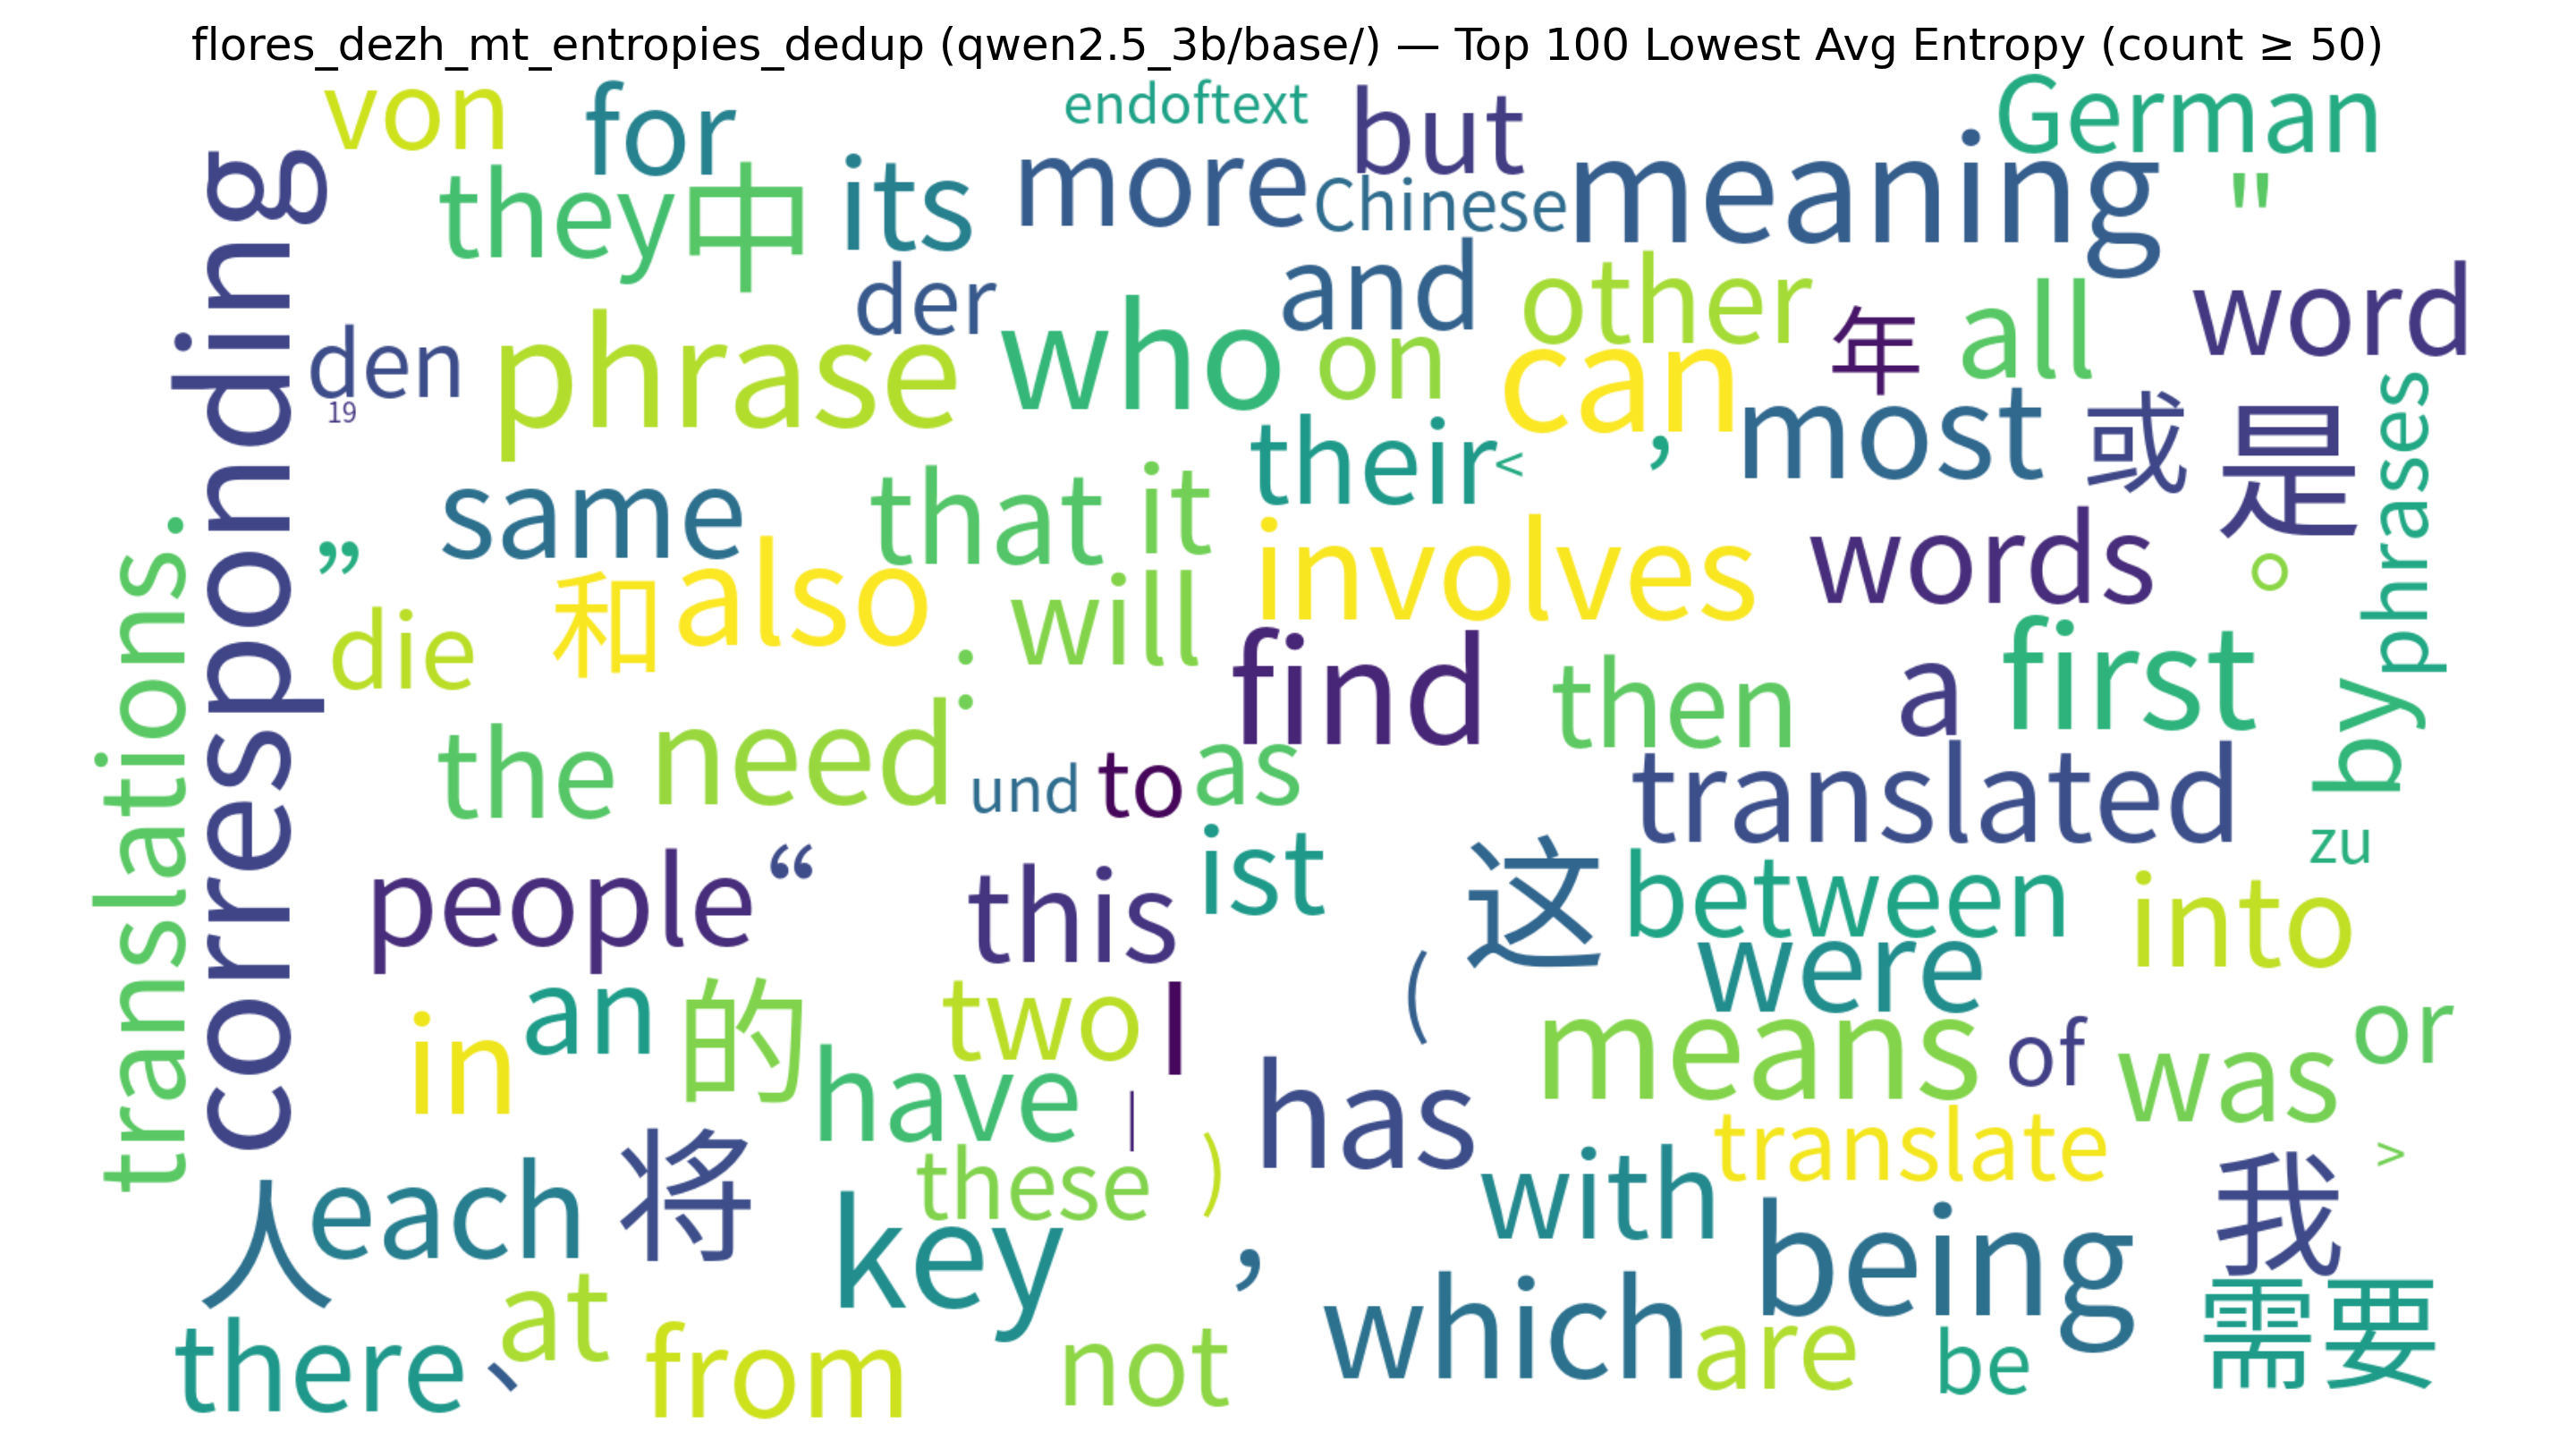 flores_dezh_mt_entropies_dedup (qwen2.5_3b/base/) — Top 100 Lowest Avg Entropy (count ≥ 50)
von
for
endoftext
but
German
they
中
its
more
Chinese
meaning
"
corresponding
der
and
other
年
all
word
den
19
phrase
who
on
can
,
most
或
是
phrases
their
<
same
that
it
involves
words
。
translations.
”
和
also
:
will
die
find
then
a
first
by
the
need
und
to
as
translated
zu
people
“
this
ist
这
between
into
were
(
in
an
的
two
I
have
|
has
means
of
was
or
these
)
with
translate
>
人
each
将
key
,
being
我
there
、
at
from
not
which
are
be
需要